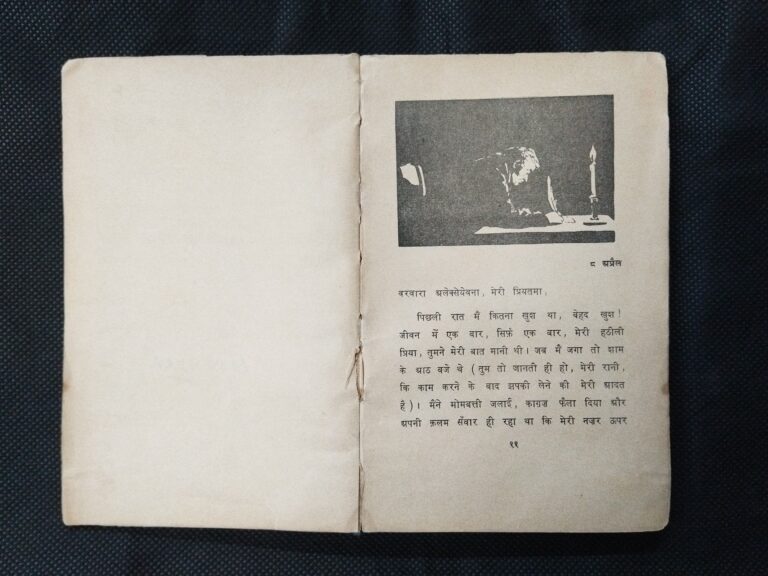 ८ अप्रैल
वरवारा अलेक्सेयेवना, मेरी प्रियतमा,
पिछली रात मैं कितना खुश था, बेहद खुश!
जीवन में एक बार, सिर्फ़ एक बार, मेरी हठीली
प्रिया, तुमने मेरी बात मानी थी। जब मैं जगा तो शाम
के आठ बजे थे (तुम तो जानती ही हो, मेरी रानी,
कि काम करने के बाद झपकी लेने की मेरी आदत
है)। मैंने मोमबत्ती जलाई, काग़ज़ फैला दिया और
अपनी क़लम सँवार ही रहा था कि मेरी नज़र ऊपर
११